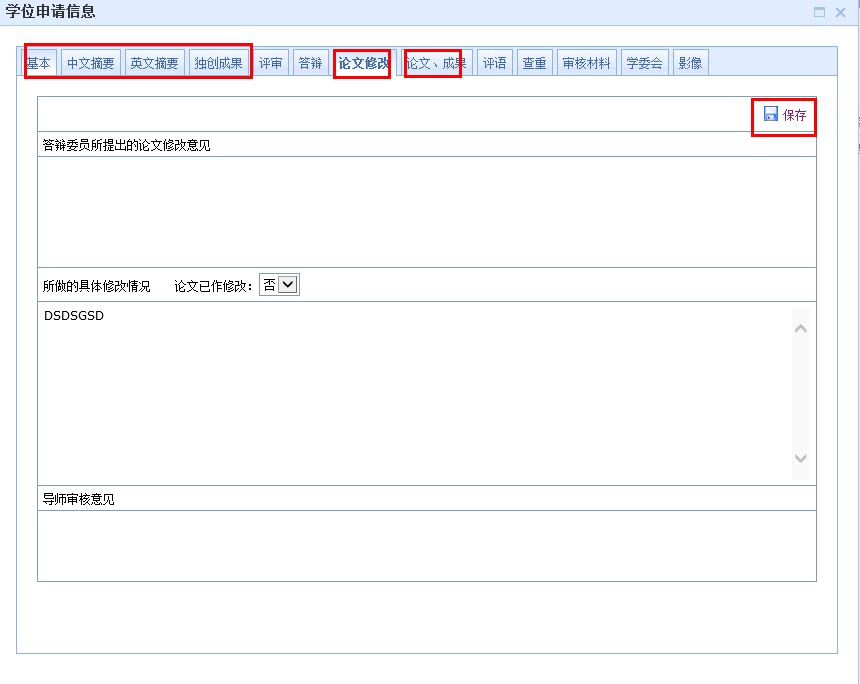 学位申请信息
基本 中文摘要 英文摘要 独创成果 评审 答辩 论文修改 论文、成果 评语 查重 审核材料 学委会 影像
保存
答辩委员所提出的论文修改意见
所做的具体修改情况 论文已作修改： 否
DSDSGSD
导师审核意见